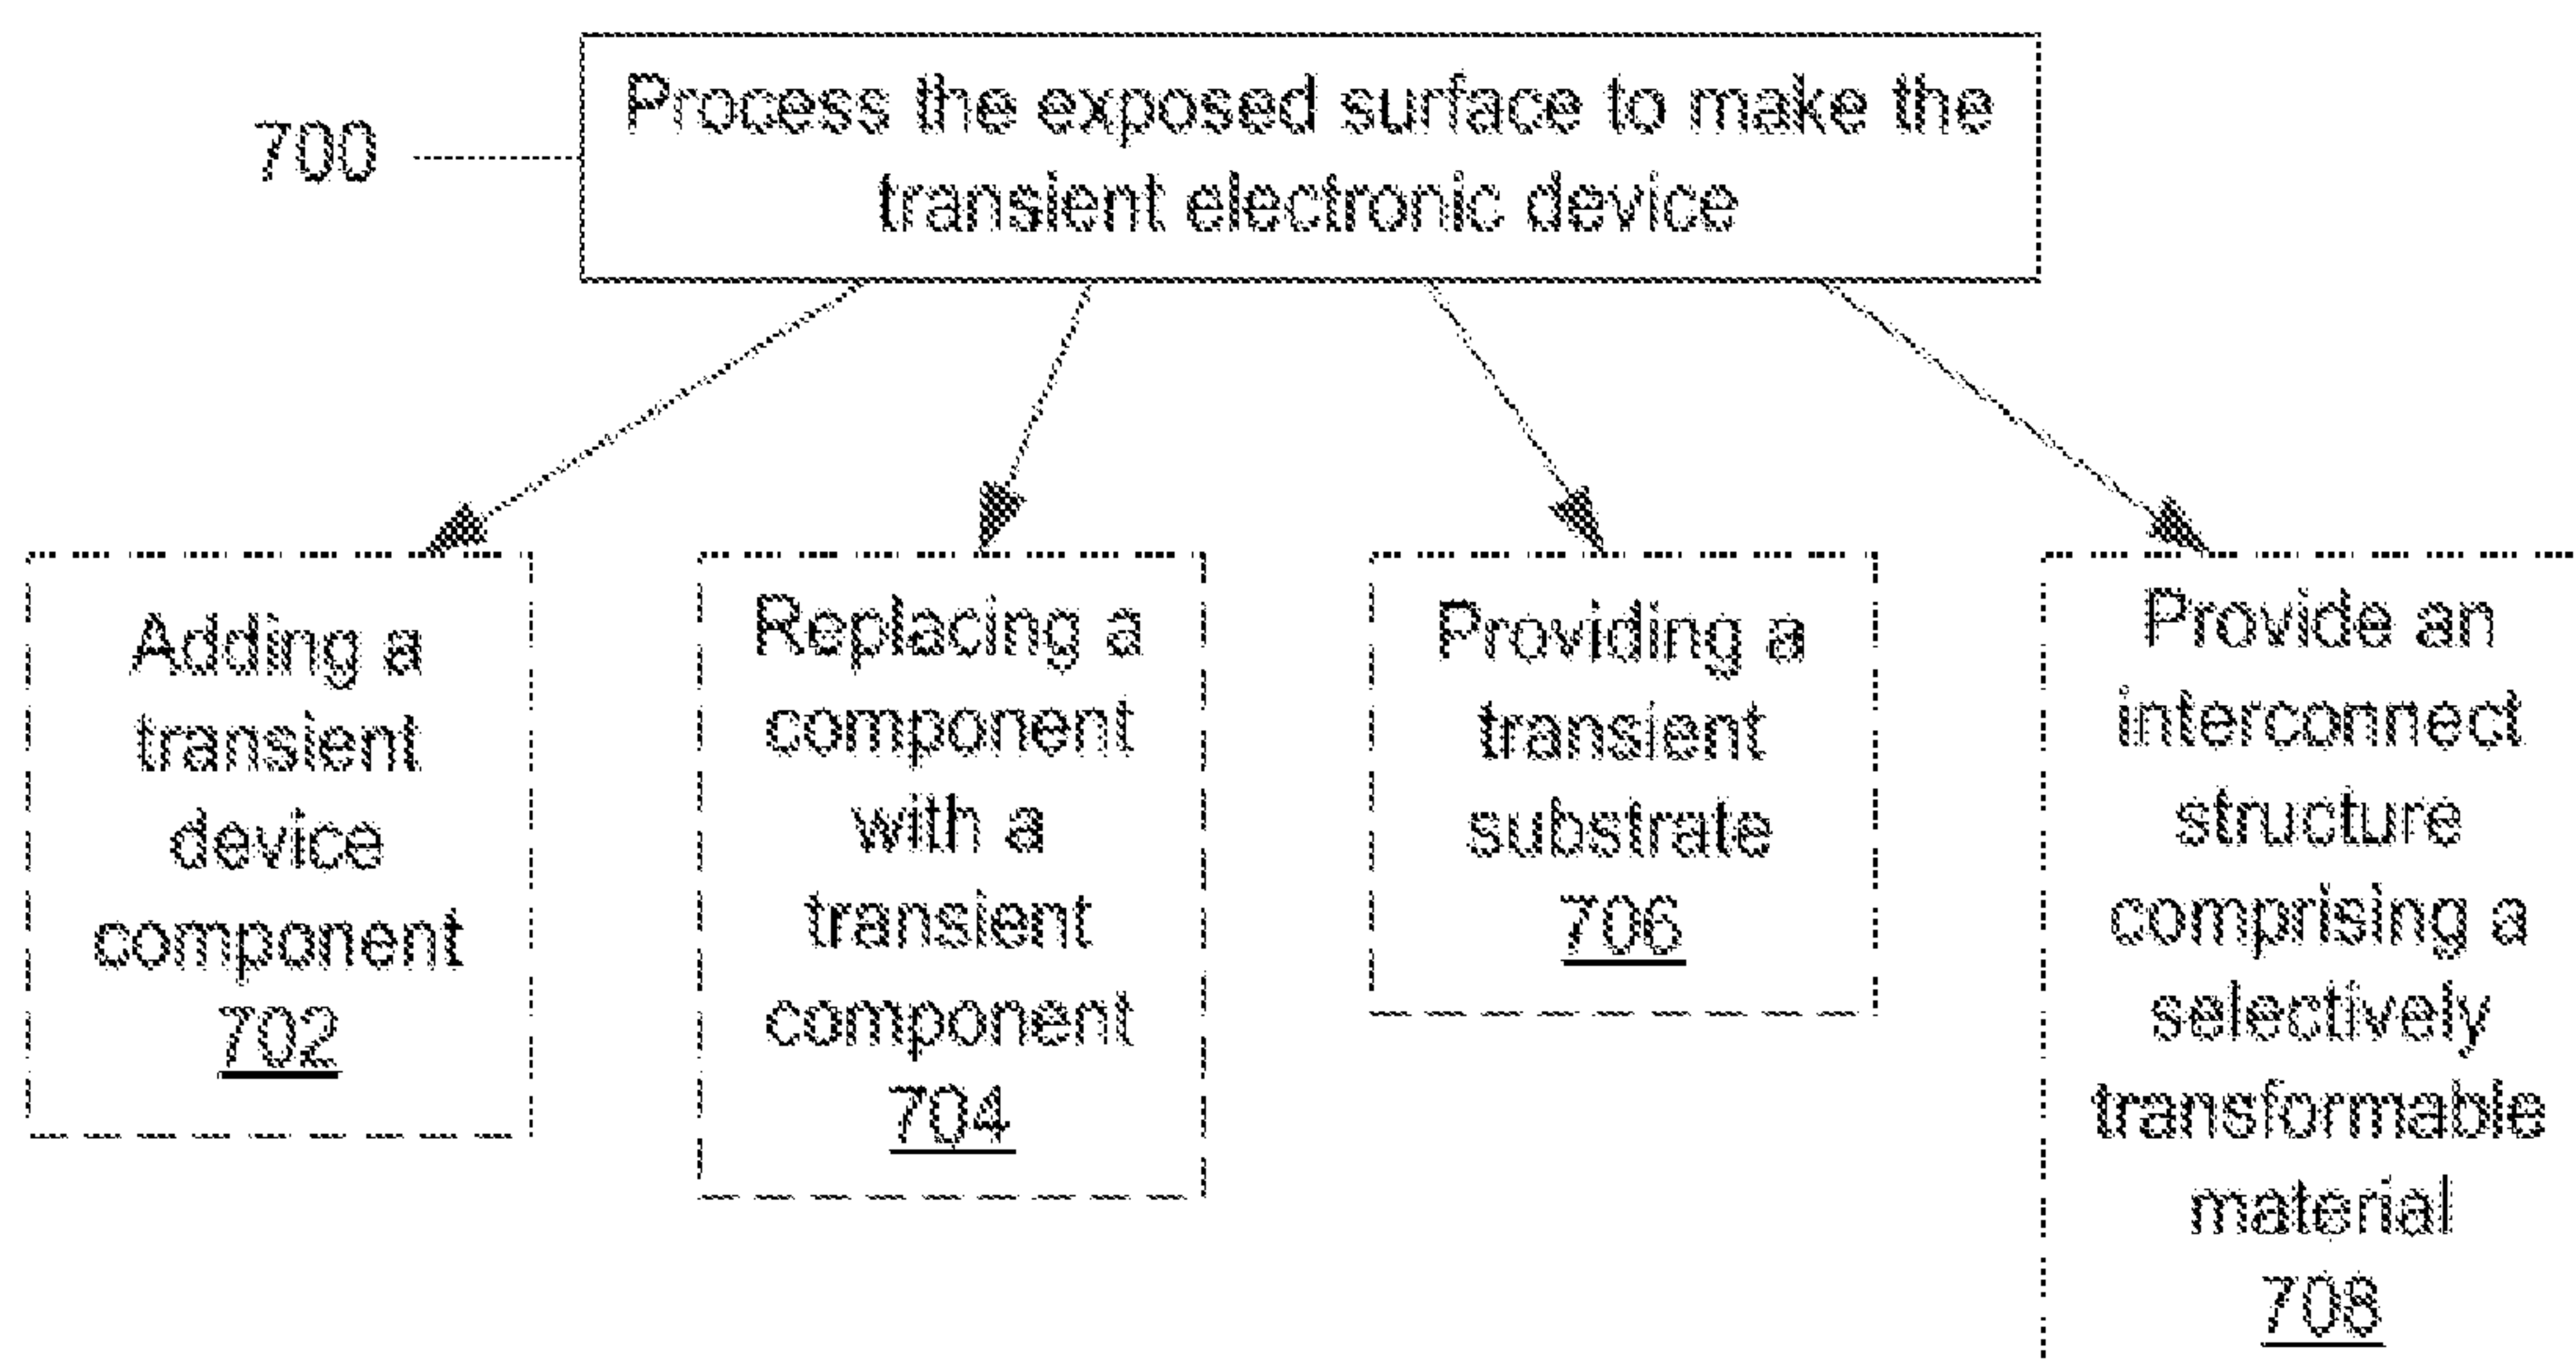 700
Process the exposed surface to make the
transient electronic device
Adding a
transient
device
component
702
Replacing a
component
with a
transient
component
704
Providing a
transient
substrate
706
Provide an
interconnect
structure
comprising a
selectively
transformable
material
708